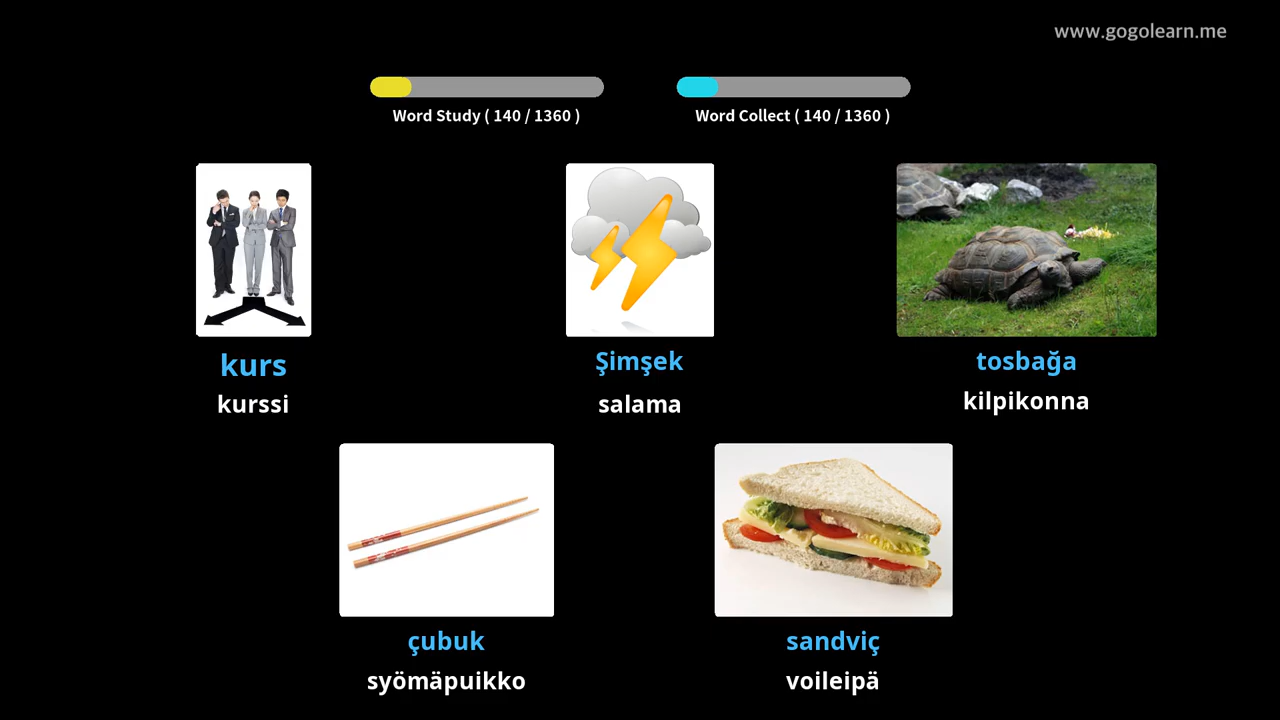 www.gogolearn.me
Word Study ( 140 / 1360 )
Word Collect ( 140 / 1360 )
kurs
kurssi
Şimşek
salama
tosbağa
kilpikonna
çubuk
syömäpuikko
sandviç
voileipä